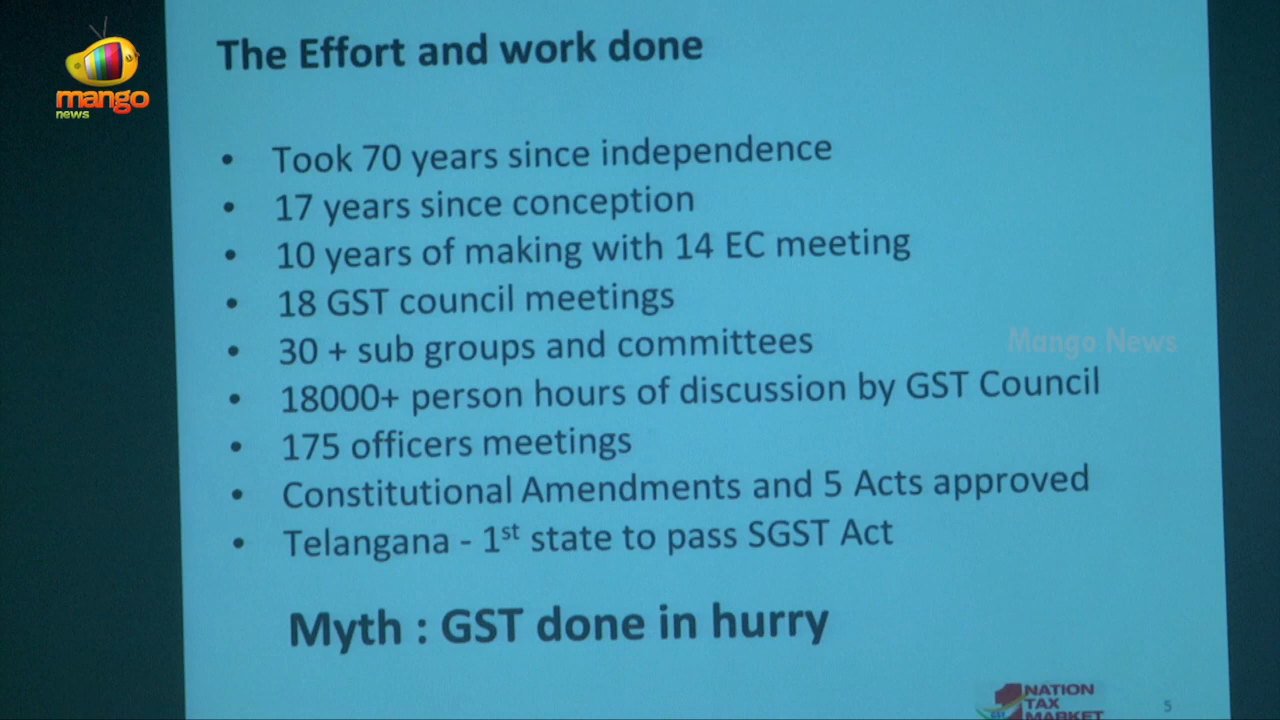 mango
news
The Effort and work done
• Took 70 years since independence
• 17 years since conception
• 10 years of making with 14 EC meeting
• 18 GST council meetings
• 30 + sub groups and committees
Mango News
• 18000+ person hours of discussion by GST Council
• 175 officers meetings
• Constitutional Amendments and 5 Acts approved
• Telangana - 1st state to pass SGST Act
Myth : GST done in hurry
1 NATION
TAX
MARKET
GST
5